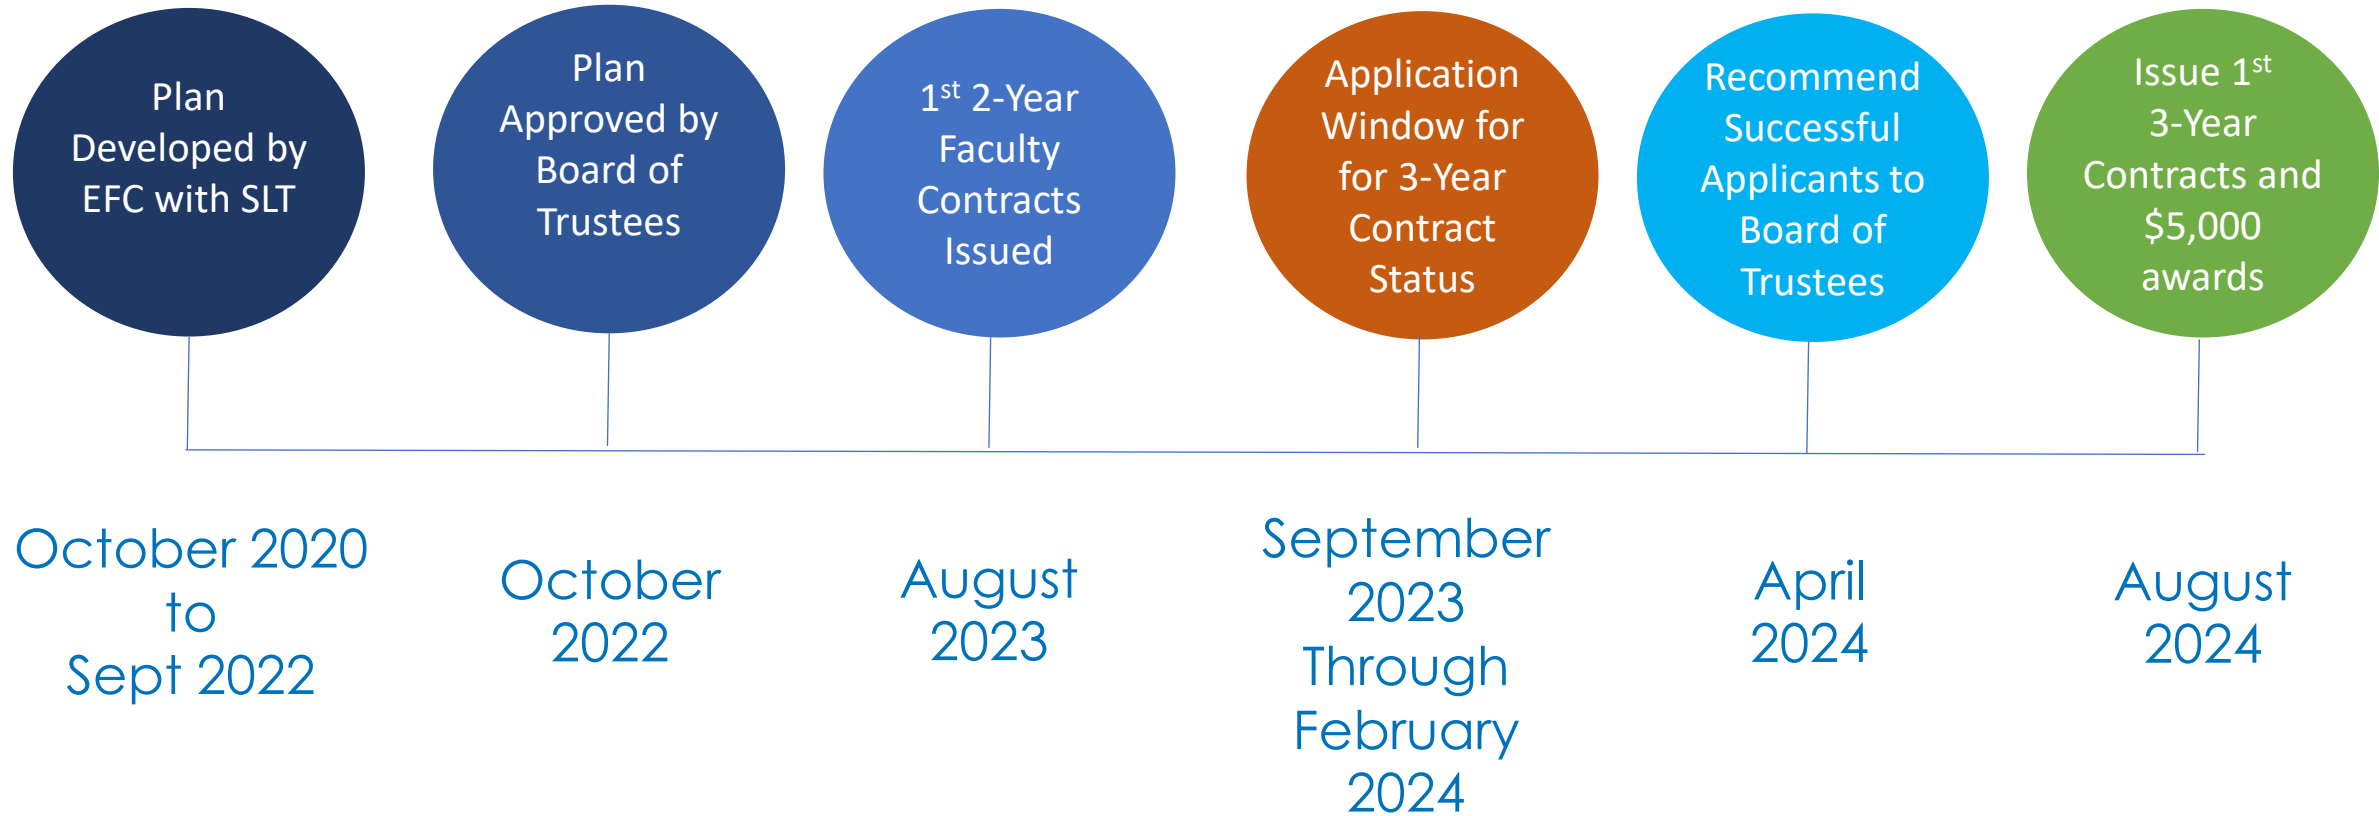 Plan
Developed by
EFC with SLT
Plan
Approved by
Board of
Trustees
1st 2-Year
Faculty
Contracts
Issued
Application
Window for
for 3-Year
Contract
Status
Recommend
Successful
Applicants to
Board of
Trustees
Issue 1st
3-Year
Contracts and
$5,000
awards
October 2020
to
Sept 2022
October
2022
August
2023
September
2023
Through
February
2024
April
2024
August
2024